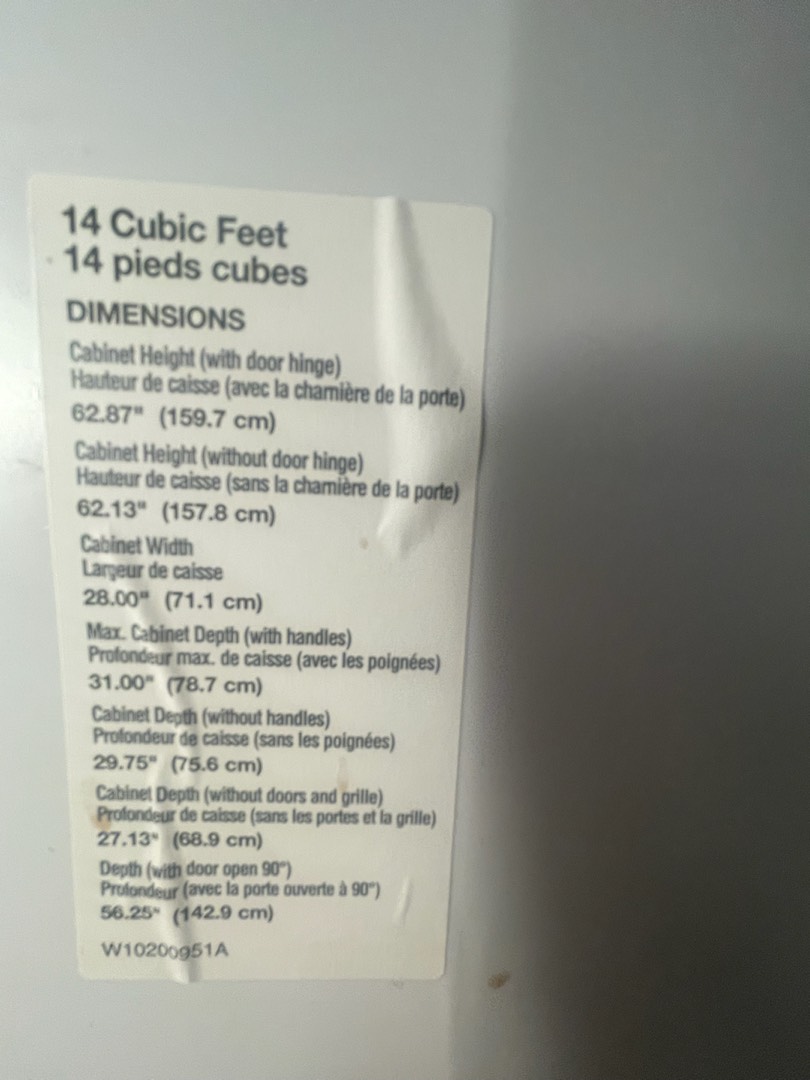 14 Cubic Feet
14 pieds cubes
DIMENSIONS
Cabinet Height (with door hinge)
Hauteur de caisse (avec la charnière de la porte)
62.87" (159.7 cm)
Cabinet Height (without door hinge)
Hauteur de caisse (sans la charnière de la porte)
62.13" (157.8 cm)
Cabinet Width
Largeur de caisse
28.00" (71.1 cm)
Max. Cabinet Depth (with handles)
Profondeur max. de caisse (avec les poignées)
31.00" (78.7 cm)
Cabinet Depth (without handles)
Profondeur de caisse (sans les poignées)
29.75" (75.6 cm)
Cabinet Depth (without doors and grille)
Profondeur de caisse (sans les portes et la grille)
27.13" (68.9 cm)
Depth (with door open 90°)
Profondeur (avec la porte ouverte à 90°)
56.25" (142.9 cm)